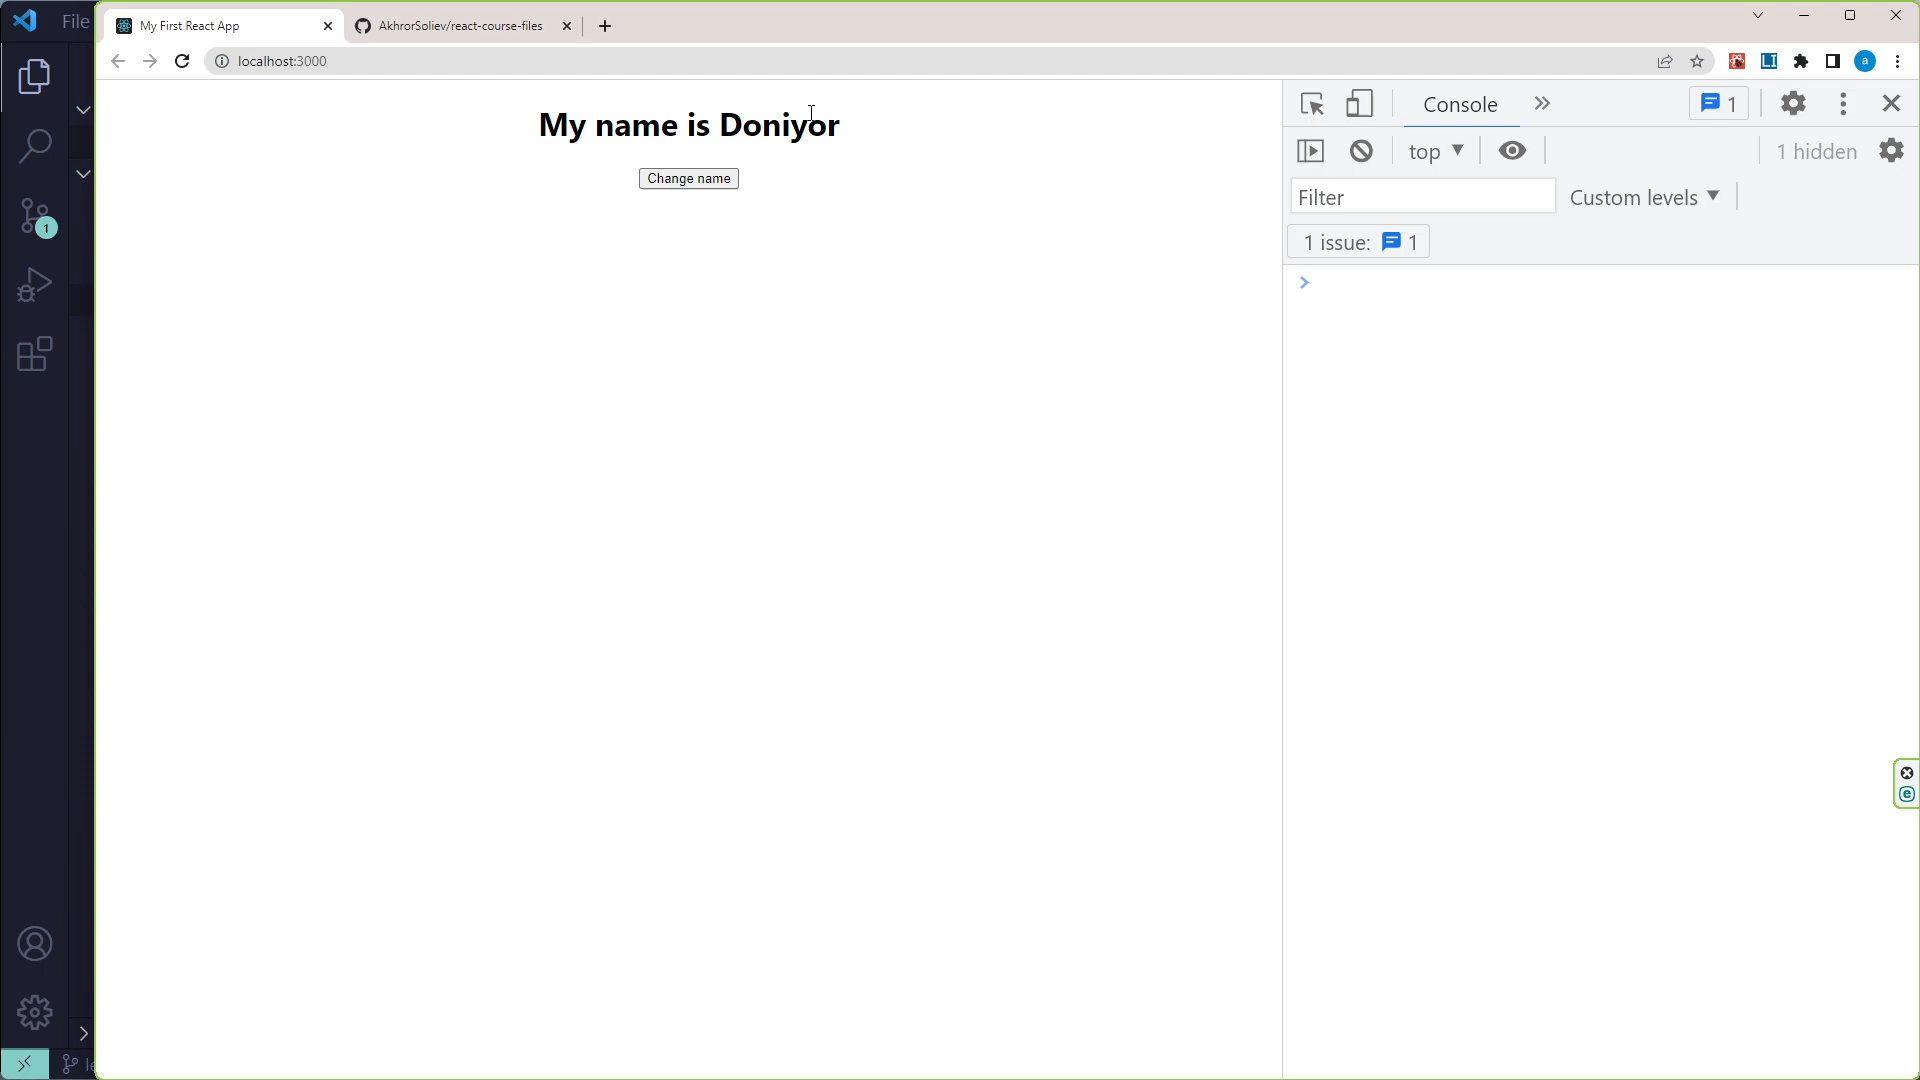 File
My First React App
AkhrorSoliev/react-course-files
localhost:3000
a
My name is Doniyor
Change name
Console
1
top
1 hidden
Filter
Custom levels
1 issue: 1
1